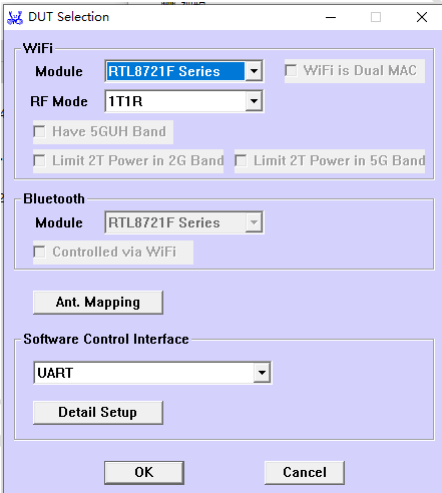 DUT Selection
WiFi
Module RTL8721F Series WiFi is Dual MAC
RF Mode 1T1R
Have 5GUH Band
Limit 2T Power in 2G Band Limit 2T Power in 5G Band
Bluetooth
Module RTL8721F Series
Controlled via WiFi
Ant. Mapping
Software Control Interface
UART
Detail Setup
OK Cancel